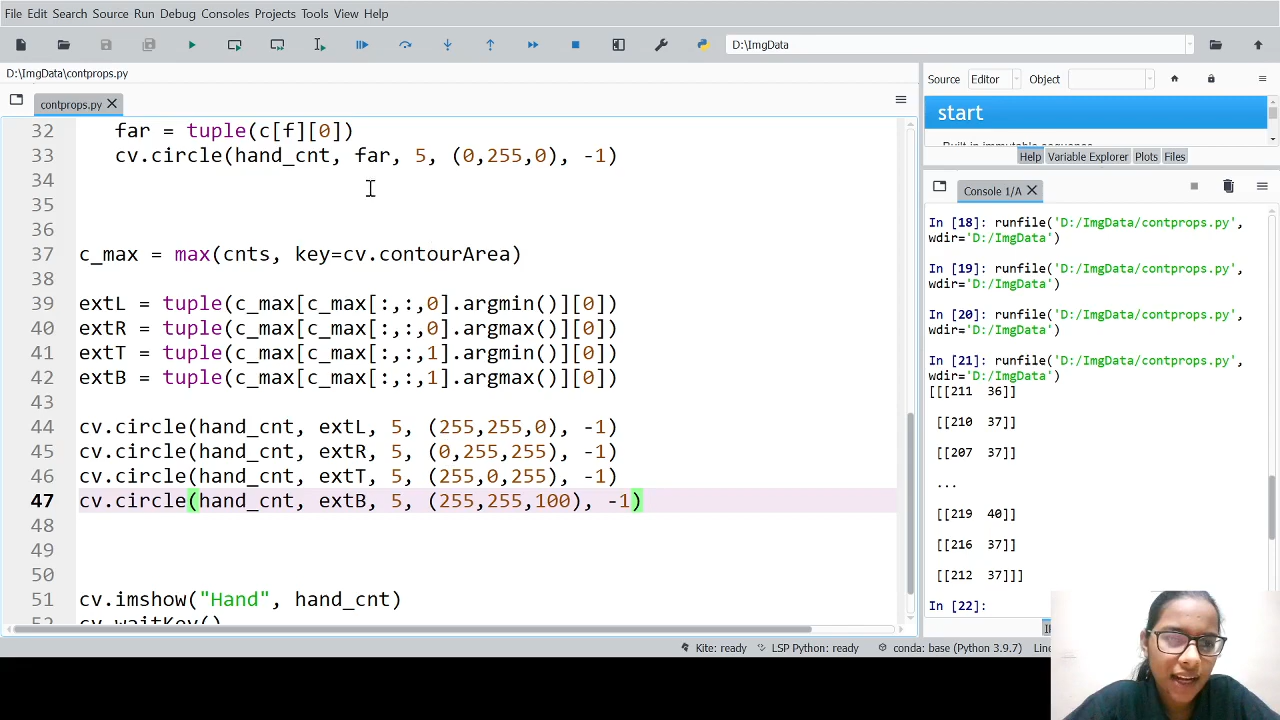 File Edit Search Source Run Debug Consoles Projects Tools View Help
D:\ImgData
D:\ImgData\contprops.py
contprops.py
32 far = tuple(c[f][0])
33 cv.circle(hand_cnt, far, 5, (0,255,0), -1)
34
35
36
37 c_max = max(cnts, key=cv.contourArea)
38
39 extL = tuple(c_max[c_max[:,:,0].argmin()][0])
40 extR = tuple(c_max[c_max[:,:,0].argmax()][0])
41 extT = tuple(c_max[c_max[:,:,1].argmin()][0])
42 extB = tuple(c_max[c_max[:,:,1].argmax()][0])
43
44 cv.circle(hand_cnt, extL, 5, (255,255,0), -1)
45 cv.circle(hand_cnt, extR, 5, (0,255,255), -1)
46 cv.circle(hand_cnt, extT, 5, (255,0,255), -1)
47 cv.circle(hand_cnt, extB, 5, (255,255,100), -1)
48
49
50
51 cv.imshow("Hand", hand_cnt)
52 cv.waitKey()
Source Editor Object
start
Built-in immutable sequence.
Help Variable Explorer Plots Files
Console 1/A
In [18]: runfile('D:/ImgData/contprops.py',
wdir='D:/ImgData')
In [19]: runfile('D:/ImgData/contprops.py',
wdir='D:/ImgData')
In [20]: runfile('D:/ImgData/contprops.py',
wdir='D:/ImgData')
In [21]: runfile('D:/ImgData/contprops.py',
wdir='D:/ImgData')
[[[211 36]]
[[210 37]]
[[207 37]]
...
[[219 40]]
[[216 37]]
[[212 37]]]
In [22]:
Kite: ready LSP Python: ready conda: base (Python 3.9.7)